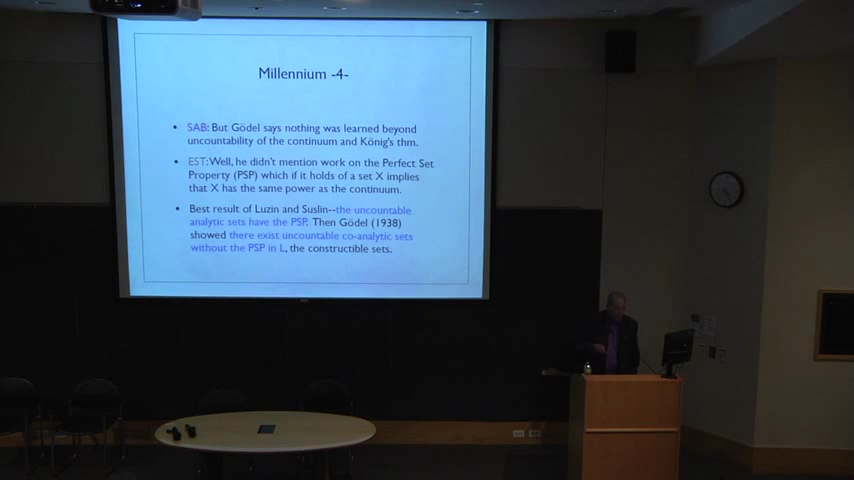 Millennium -4-
• SAB: But Gödel says nothing was learned beyond
uncountability of the continuum and König's thm.
• EST: Well, he didn't mention work on the Perfect Set
Property (PSP) which if it holds of a set X implies
that X has the same power as the continuum.
• Best result of Luzin and Suslin--the uncountable
analytic sets have the PSP. Then Gödel (1938)
showed there exist uncountable co-analytic sets
without the PSP in L, the constructible sets.